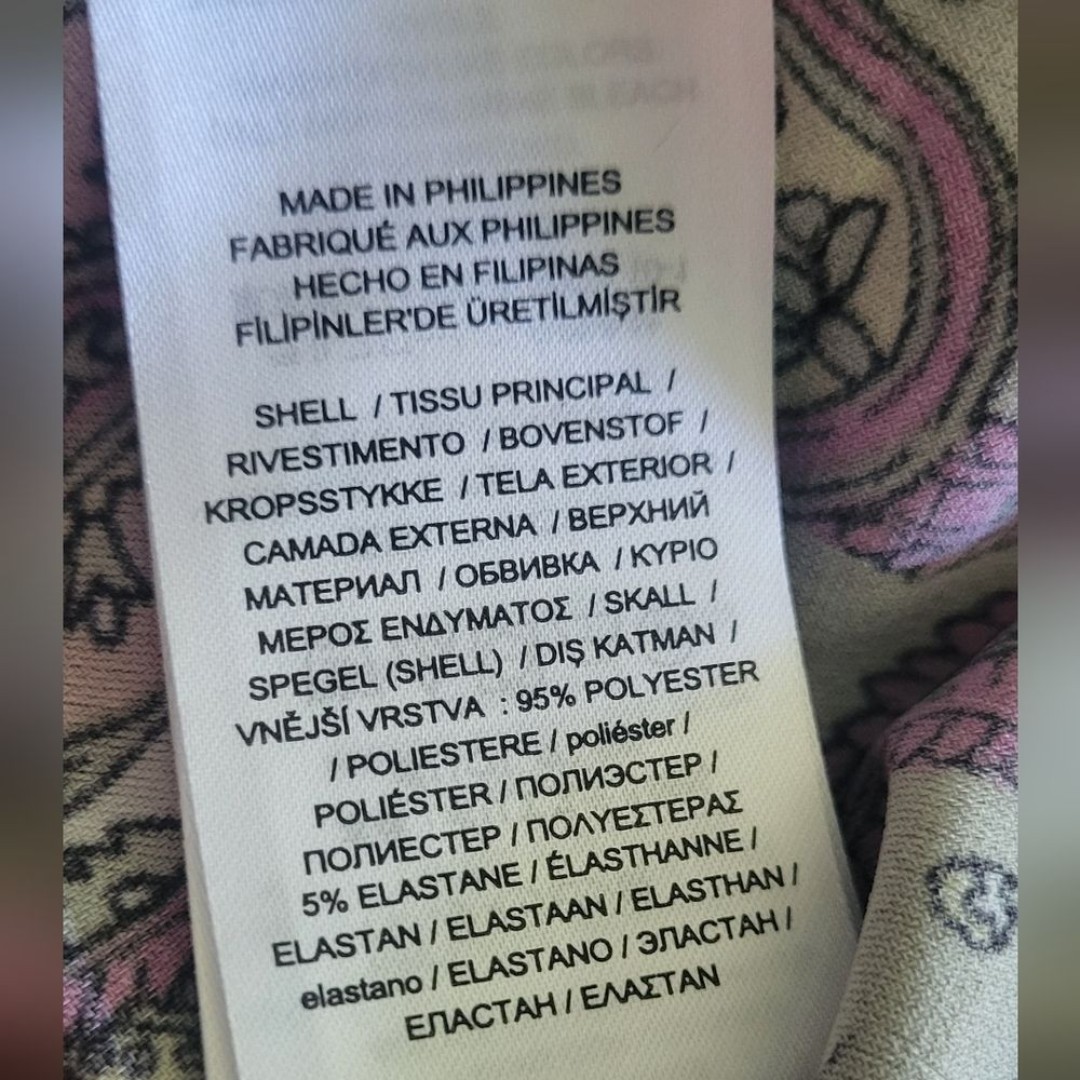 COLORS
BLEACH
MADE IN PHILIPPINES
FABRIQUÉ AUX PHILIPPINES
HECHO EN FILIPINAS
FİLİPİNLER'DE ÜRETİLMİŞTİR
SHELL / TISSU PRINCIPAL /
RIVESTIMENTO / BOVENSTOF /
KROPSSTYKKE / TELA EXTERIOR /
CAMADA EXTERNA / ВЕРХНИЙ
МАТЕРИАЛ / ОБВИВКА / ΚΥΡΙΟ
ΜΕΡΟΣ ΕΝΔΥΜΑΤΟΣ / SKALL /
SPEGEL (SHELL) / DIŞ KATMAN /
VNĚJŠÍ VRSTVA : 95% POLYESTER
/ POLIESTERE / poliéster /
POLIÉSTER / ПОЛИЭСТЕР /
ПОЛИЕСТЕР / ΠΟΛΥΕΣΤΕΡΑΣ
5% ELASTANE / ÉLASTHANNE /
ELASTAN / ELASTAAN / ELASTHAN /
elastano / ELASTANO / ЭЛАСТАН /
ЕЛАСТАН / ΕΛΑΣΤΑΝ